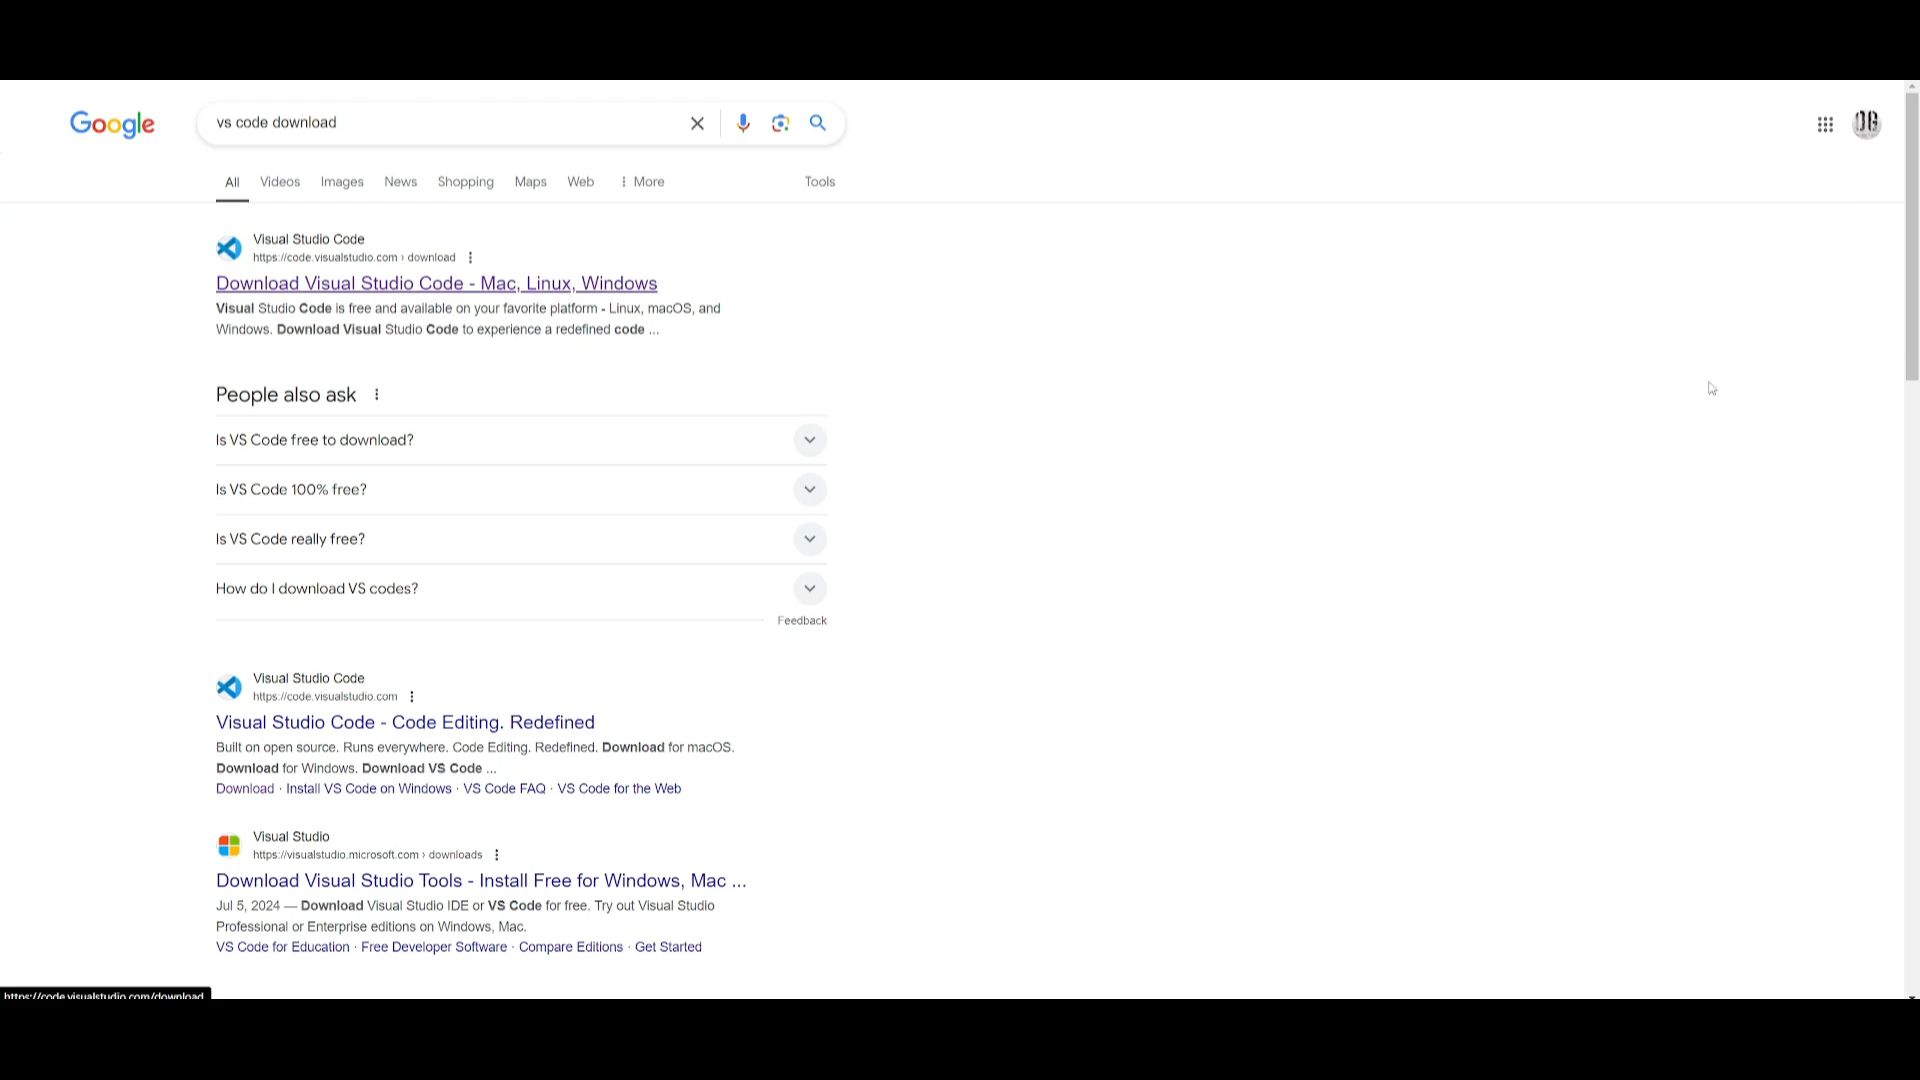 Google
vs code download
All Videos Images News Shopping Maps Web More Tools
Visual Studio Code
https://code.visualstudio.com › download
Download Visual Studio Code - Mac, Linux, Windows
Visual Studio Code is free and available on your favorite platform - Linux, macOS, and
Windows. Download Visual Studio Code to experience a redefined code ...
People also ask
Is VS Code free to download?
Is VS Code 100% free?
Is VS Code really free?
How do I download VS codes?
Feedback
Visual Studio Code
https://code.visualstudio.com
Visual Studio Code - Code Editing. Redefined
Built on open source. Runs everywhere. Code Editing. Redefined. Download for macOS.
Download for Windows. Download VS Code ...
Download · Install VS Code on Windows · VS Code FAQ · VS Code for the Web
Visual Studio
https://visualstudio.microsoft.com › downloads
Download Visual Studio Tools - Install Free for Windows, Mac ...
Jul 5, 2024 — Download Visual Studio IDE or VS Code for free. Try out Visual Studio
Professional or Enterprise editions on Windows, Mac.
VS Code for Education · Free Developer Software · Compare Editions · Get Started
https://code.visualstudio.com/download